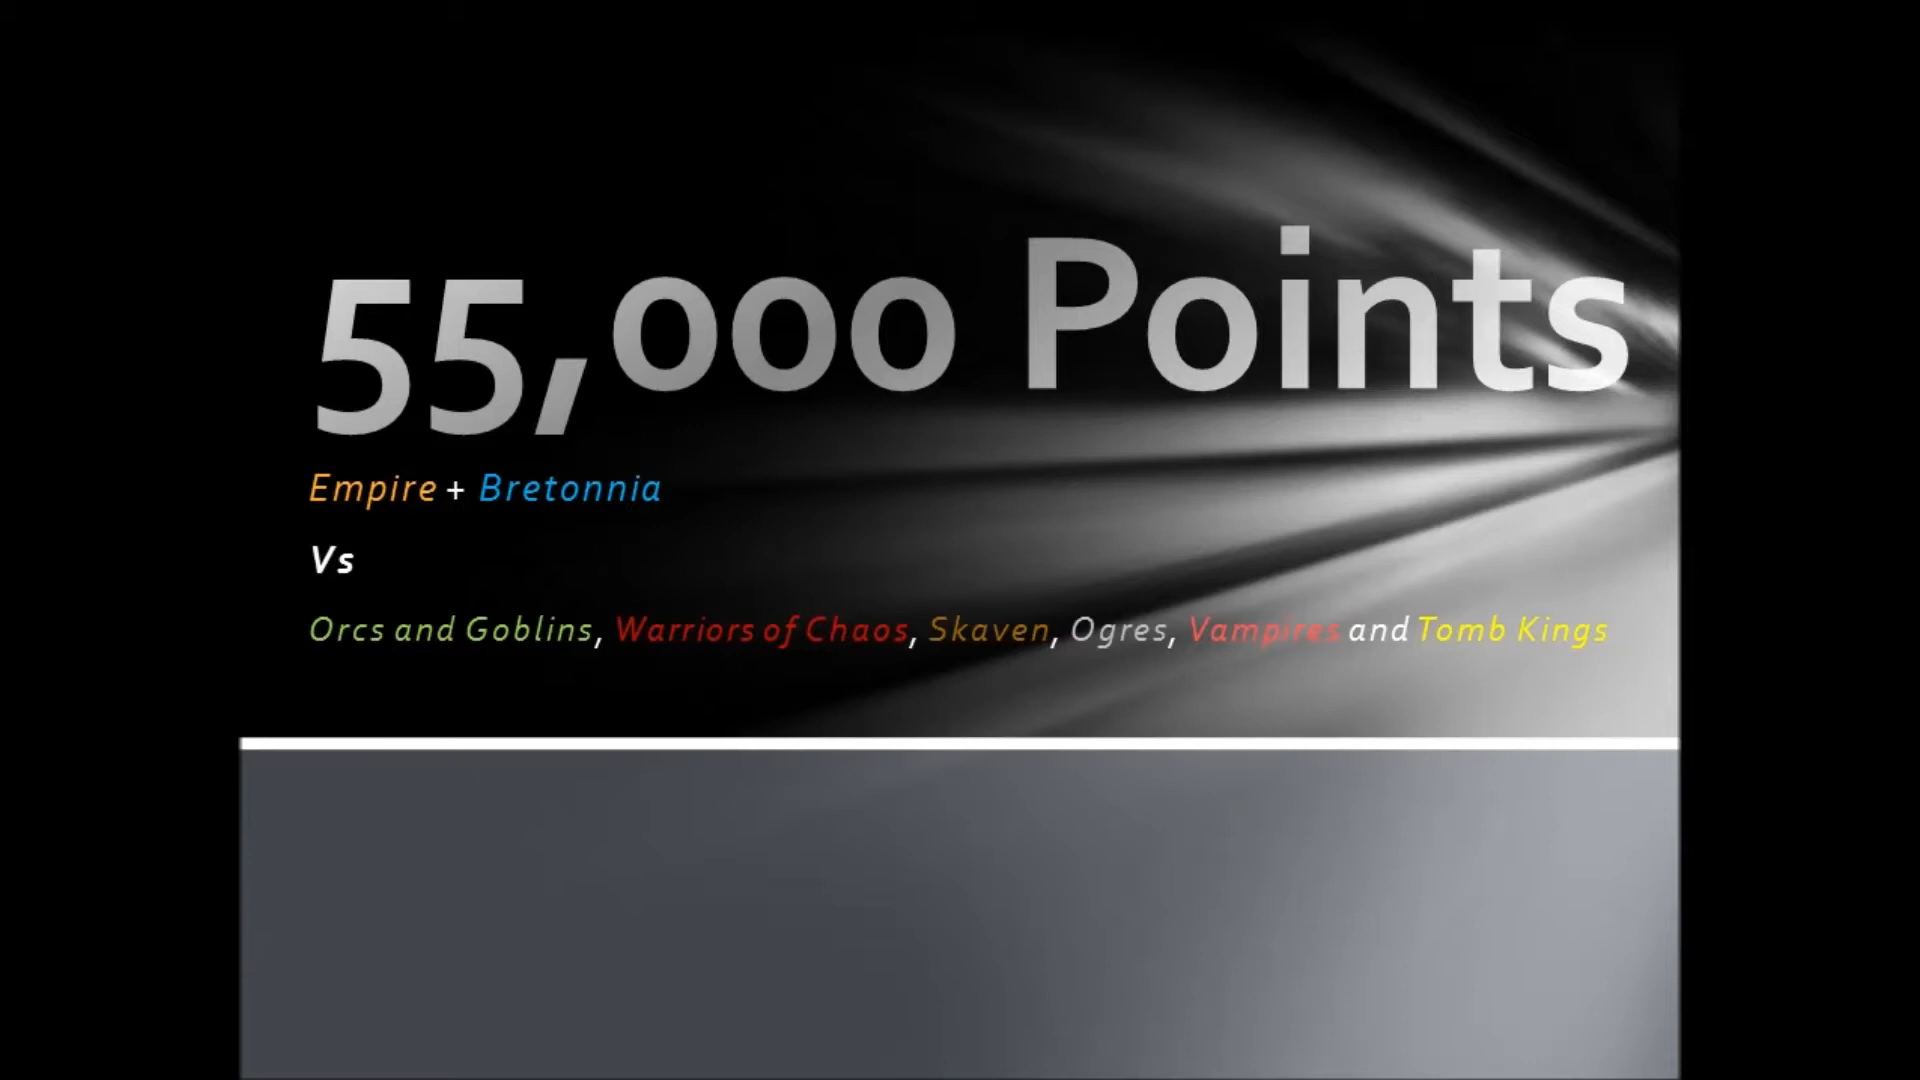 55,000 Points
Empire + Bretonnia
Vs
Orcs and Goblins, Warriors of Chaos, Skaven, Ogres, Vampires and Tomb Kings